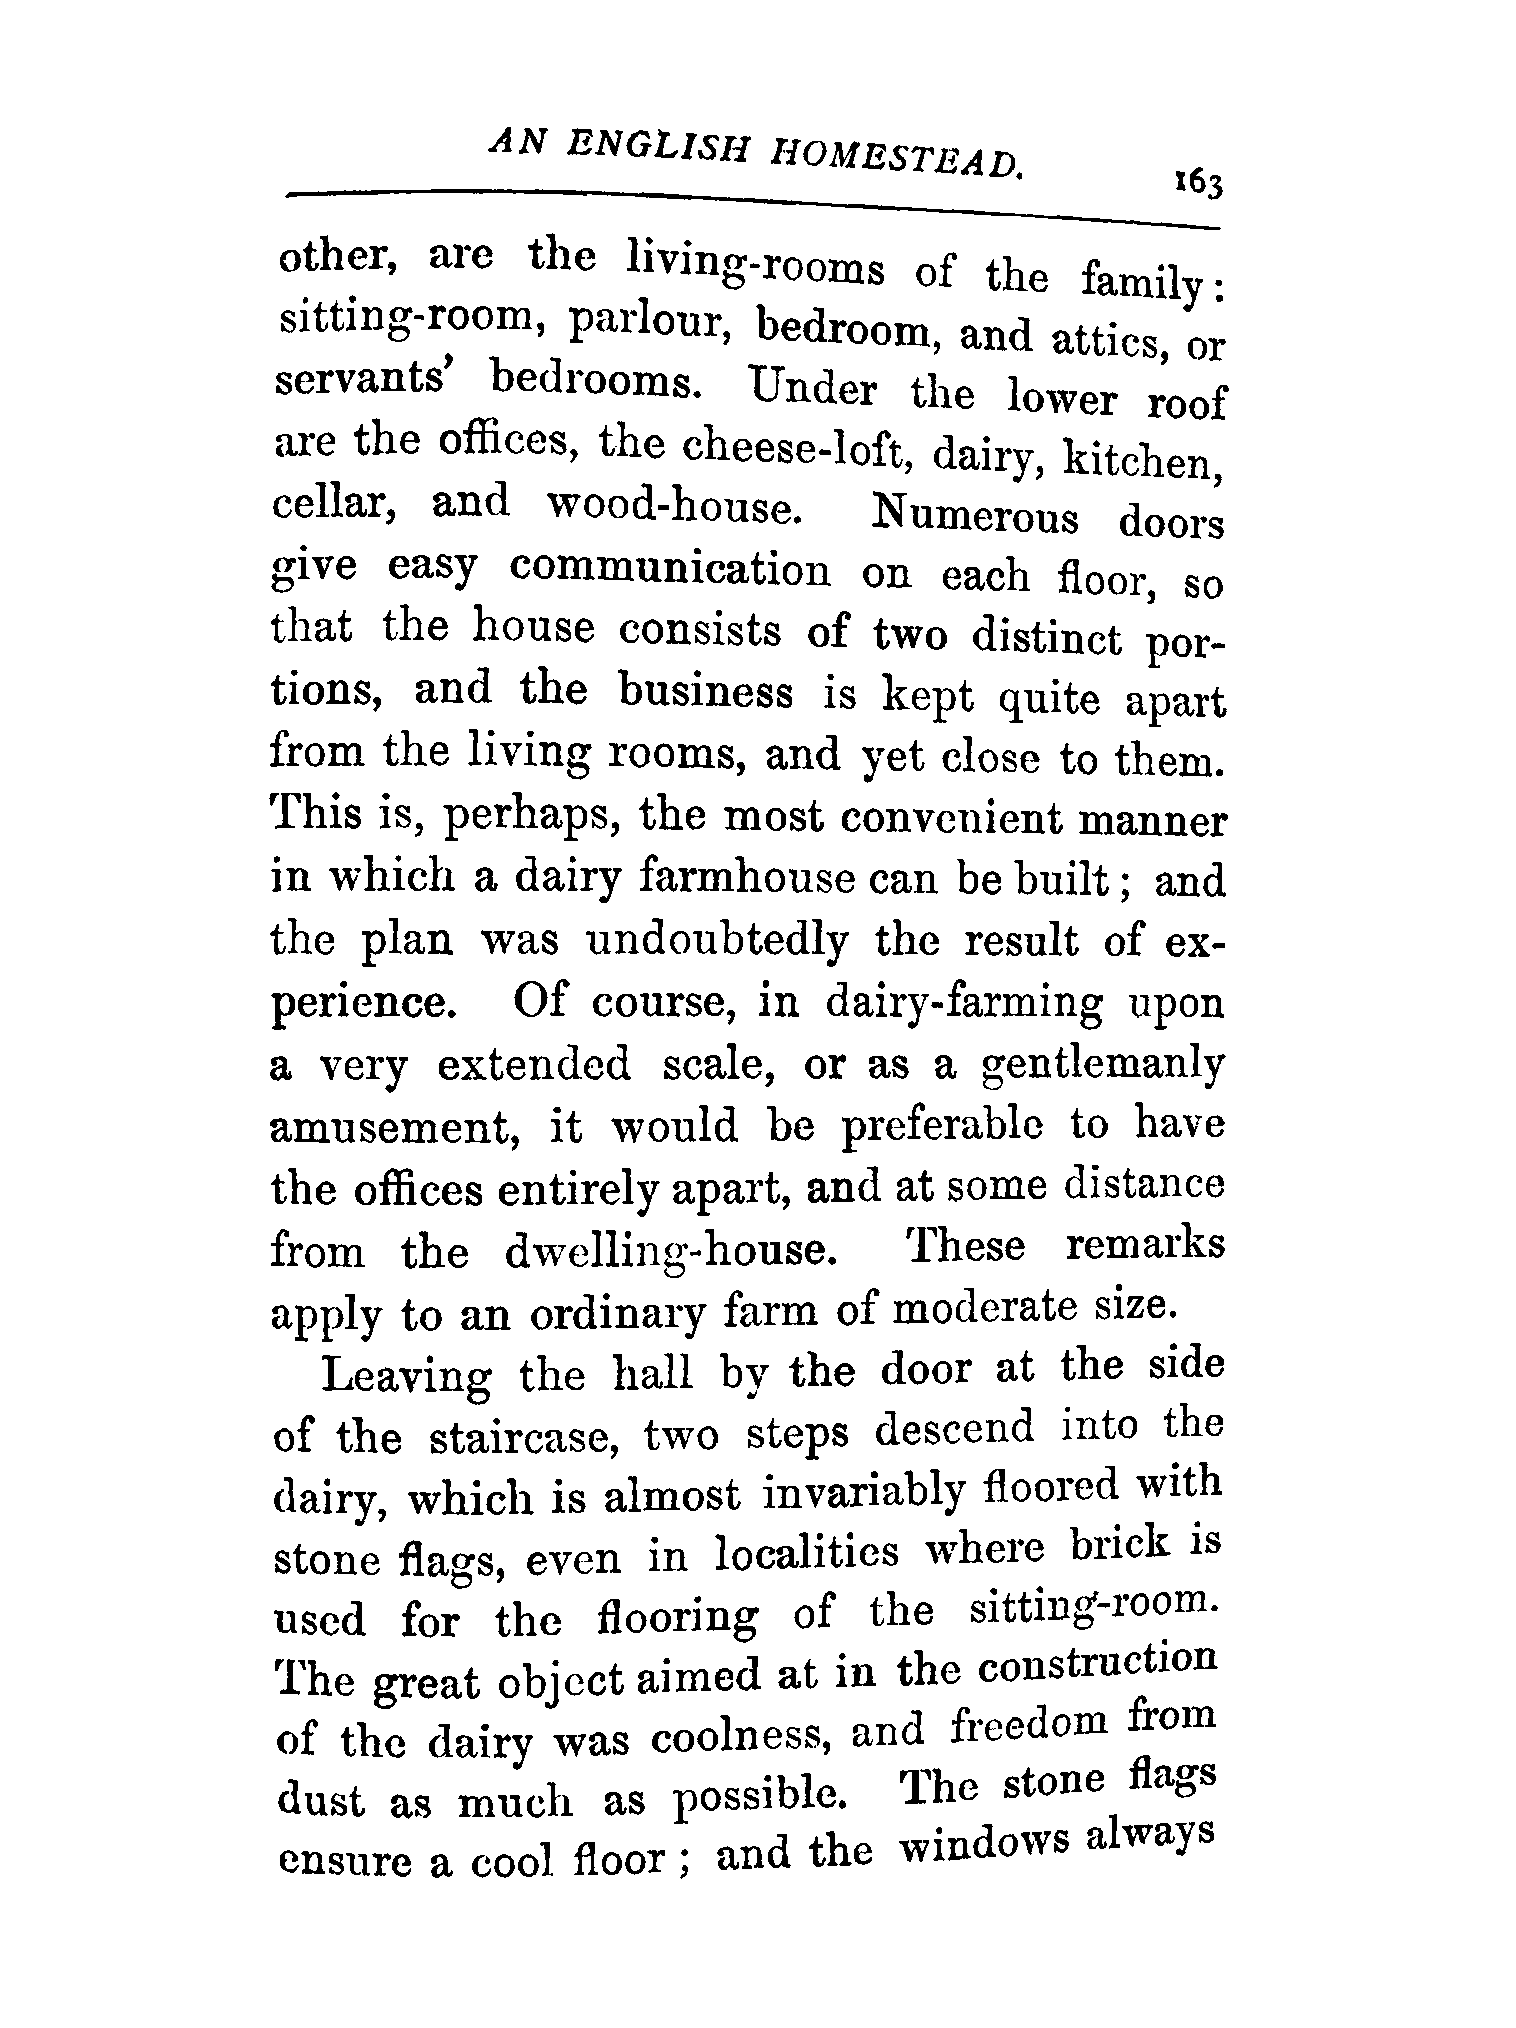 AN ENGLISH HOMESTEAD. 163
other, are the living-rooms of the family:
sitting-room, parlour, bedroom, and attics, or
servants' bedrooms. Under the lower roof
are the offices, the cheese-loft, dairy, kitchen,
cellar, and wood-house. Numerous doors
give easy communication on each floor, so
that the house consists of two distinct por-
tions, and the business is kept quite apart
from the living rooms, and yet close to them.
This is, perhaps, the most convenient manner
in which a dairy farmhouse can be built; and
the plan was undoubtedly the result of ex-
perience. Of course, in dairy-farming upon
a very extended scale, or as a gentlemanly
amusement, it would be preferable to have
the offices entirely apart, and at some distance
from the dwelling-house. These remarks
apply to an ordinary farm of moderate size.
Leaving the hall by the door at the side
of the staircase, two steps descend into the
dairy, which is almost invariably floored with
stone flags, even in localities where brick is
used for the flooring of the sitting-room.
The great object aimed at in the construction
of the dairy was coolness, and freedom from
dust as much as possible. The stone flags
ensure a cool floor; and the windows always